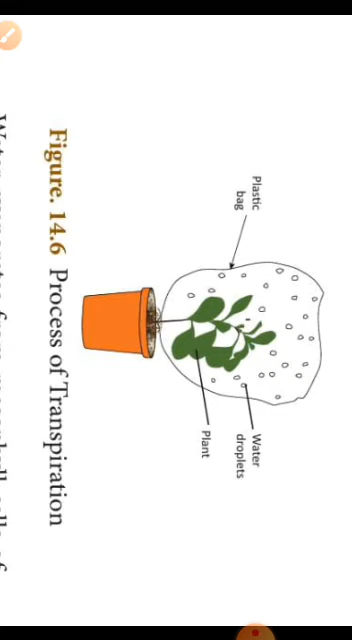 Plastic
bag
Water
droplets
Plant
Figure. 14.6 Process of Transpiration